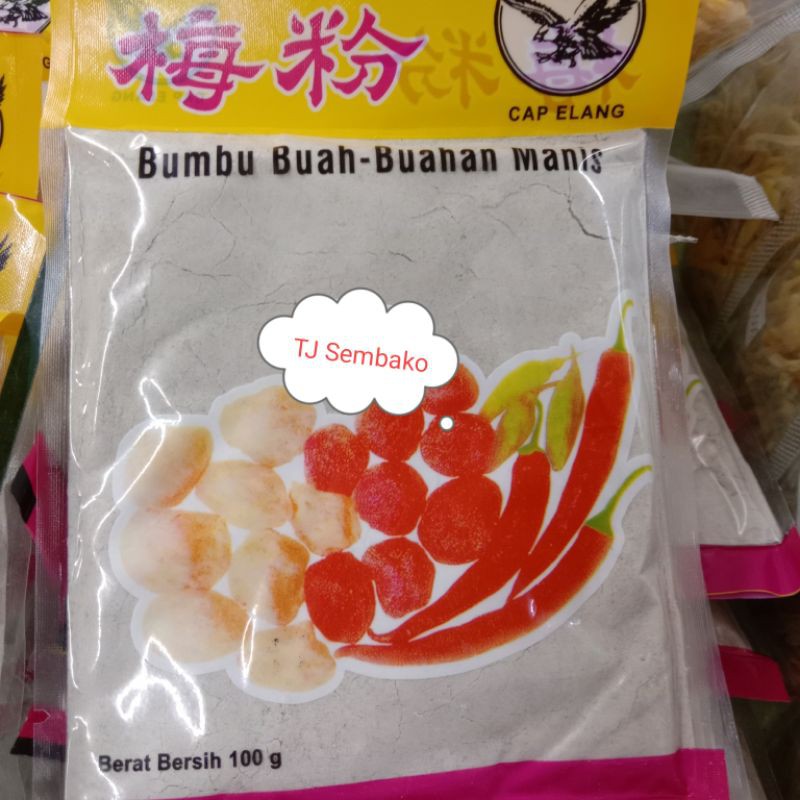 梅粉
CAP ELANG
Bumbu Buah-Buahan Manis
TJ Sembako
Berat Bersih 100 g